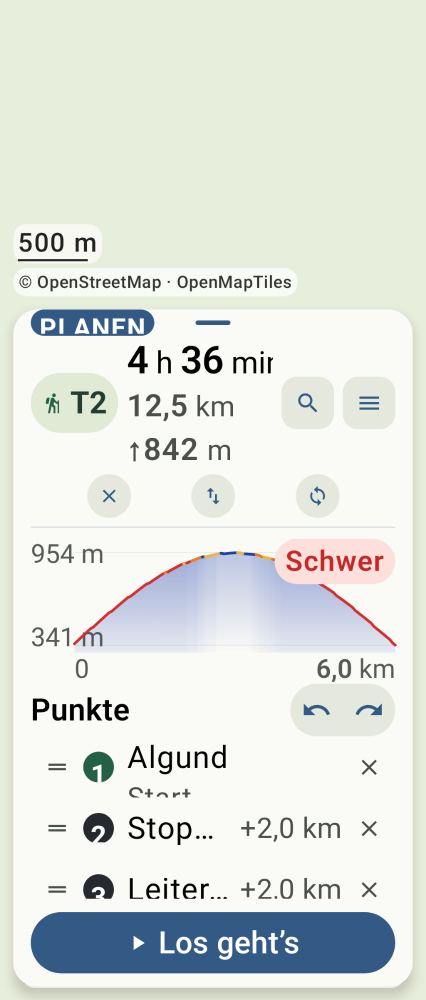 500 m
© OpenStreetMap · OpenMapTiles
PLANEN
4 h 36 min
T2
12,5 km
↑842 m
954 m
Schwer
341 m
0
6,0 km
Punkte
1 Algund
Start
2 Stop… +2,0 km
3 Leiter… +2,0 km
Los geht’s